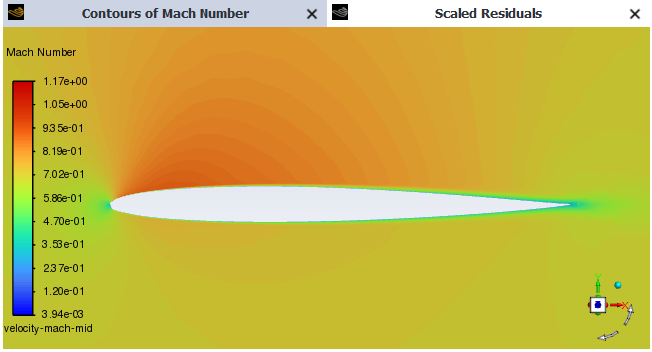 Contours of Mach Number
Scaled Residuals
Mach Number
1.17e+00
1.05e+00
9.35e-01
8.19e-01
7.02e-01
5.86e-01
4.70e-01
3.53e-01
2.37e-01
1.20e-01
3.94e-03
velocity-mach-mid
Y
X